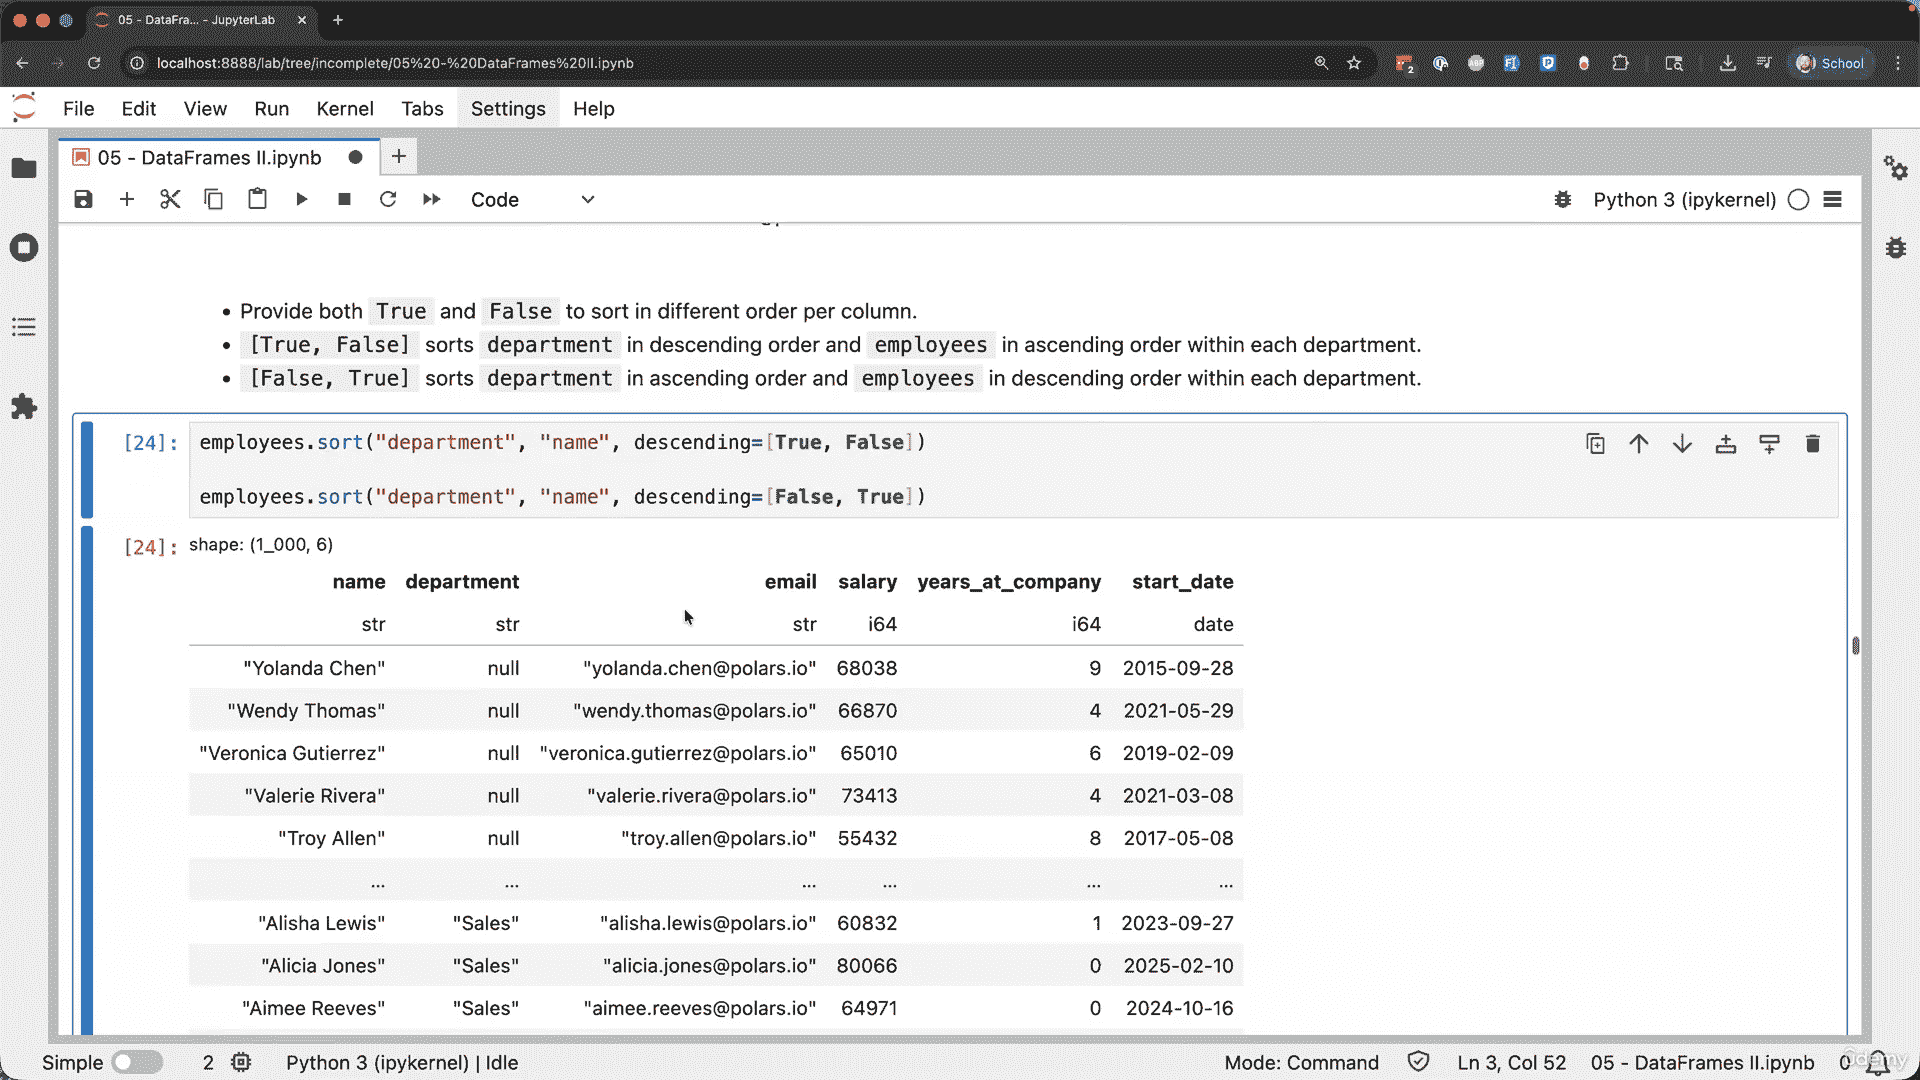 05 - DataFra... - JupyterLab
localhost:8888/lab/tree/incomplete/05%20-%20DataFrames%20II.ipynb
2
ABP
School
File Edit View Run Kernel Tabs Settings Help
05 - DataFrames II.ipynb
Code
Python 3 (ipykernel)
• Provide both True and False to sort in different order per column.
• [True, False] sorts department in descending order and employees in ascending order within each department.
• [False, True] sorts department in ascending order and employees in descending order within each department.
[24]: employees.sort("department", "name", descending=[True, False])
employees.sort("department", "name", descending=[False, True])
[24]: shape: (1_000, 6)
name department email salary years_at_company start_date
str str str i64 i64 date
"Yolanda Chen" null "yolanda.chen@polars.io" 68038 9 2015-09-28
"Wendy Thomas" null "wendy.thomas@polars.io" 66870 4 2021-05-29
"Veronica Gutierrez" null "veronica.gutierrez@polars.io" 65010 6 2019-02-09
"Valerie Rivera" null "valerie.rivera@polars.io" 73413 4 2021-03-08
"Troy Allen" null "troy.allen@polars.io" 55432 8 2017-05-08
... ... ... ... ... ...
"Alisha Lewis" "Sales" "alisha.lewis@polars.io" 60832 1 2023-09-27
"Alicia Jones" "Sales" "alicia.jones@polars.io" 80066 0 2025-02-10
"Aimee Reeves" "Sales" "aimee.reeves@polars.io" 64971 0 2024-10-16
Simple 2 Python 3 (ipykernel) | Idle Mode: Command Ln 3, Col 52 05 - DataFrames II.ipynb 0
udemy